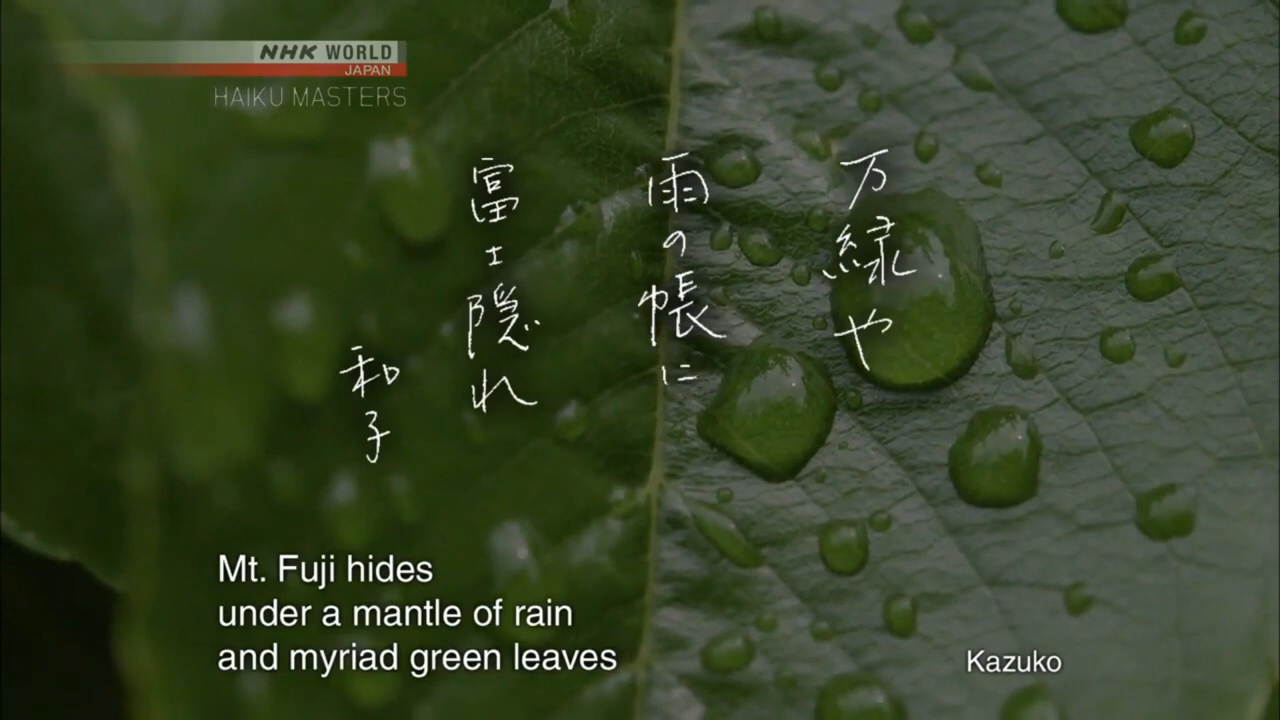 NHK WORLD
JAPAN
HAIKU MASTERS
万緑や
雨の帳に
富士隠れ
和子
Mt. Fuji hides
under a mantle of rain
and myriad green leaves
Kazuko